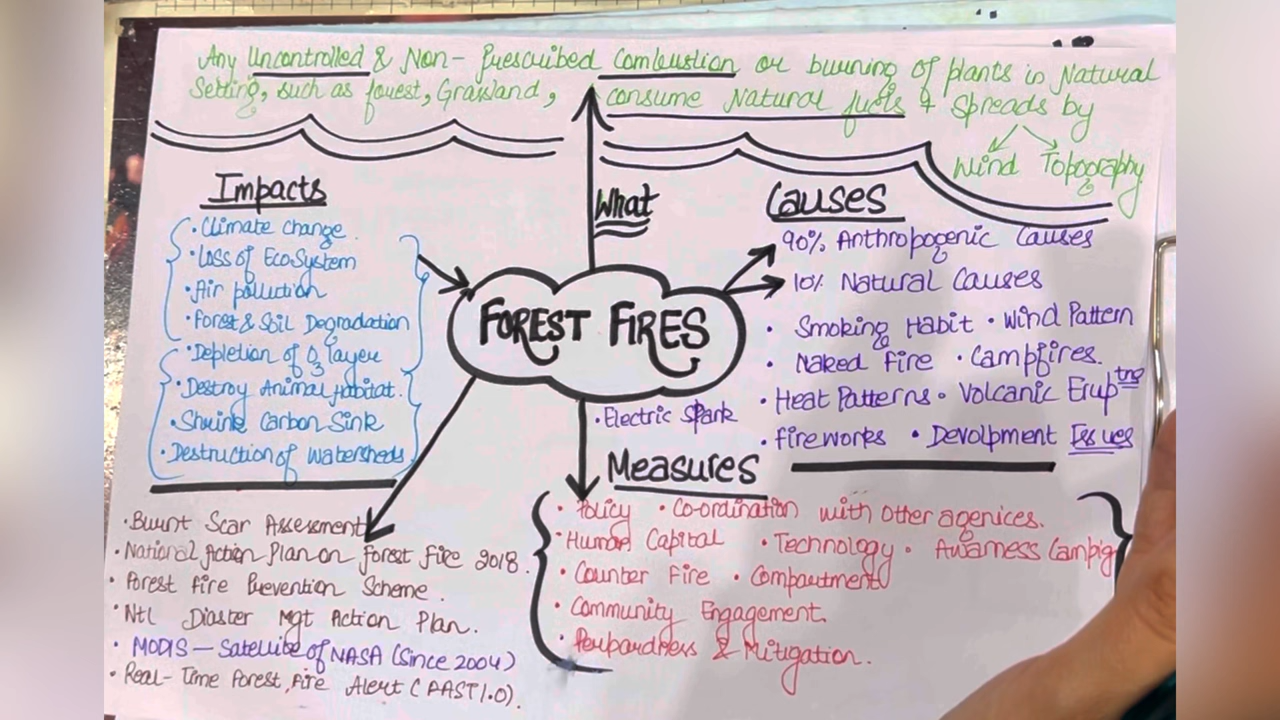 Any Uncontrolled & Non-Prescribed Combustion or burning of plants in Natural
Setting, such as forest, Grassland, consume Natural fuels & Spreads by
Wind Topography
What
Impacts
• Climate change
• Loss of EcoSystem
• Air pollution
• Forest & Soil Degradation
• Depletion of O3 layer
• Destroy Animal Habitat.
• Shrink Carbon Sink
• Destruction of Watersheds
FOREST FIRES
Causes
90% Anthropogenic Causes
10% Natural Causes
• Smoking Habit • Wind Pattern
• Naked Fire • Campfires.
• Heat Patterns • Volcanic Eruptng
• Electric Spark
• fireworks • Devolpment Issues
Measures
• Policy • Co-ordination with other agenices.
• Human Capital • Technology • Awarness Campig
• Counter Fire • Compartment
• Community Engagement.
• Perpardness & Mitigation.
• Burnt Scar Assessment
• National Action Plan on Forest Fire 2018.
• Forest Fire Prevention Scheme.
• Ntl Diaster Mgt Action Plan.
• MODIS – Satellite of NASA (Since 2004)
• Real-Time Forest Fire Alert (FAST 1.0).